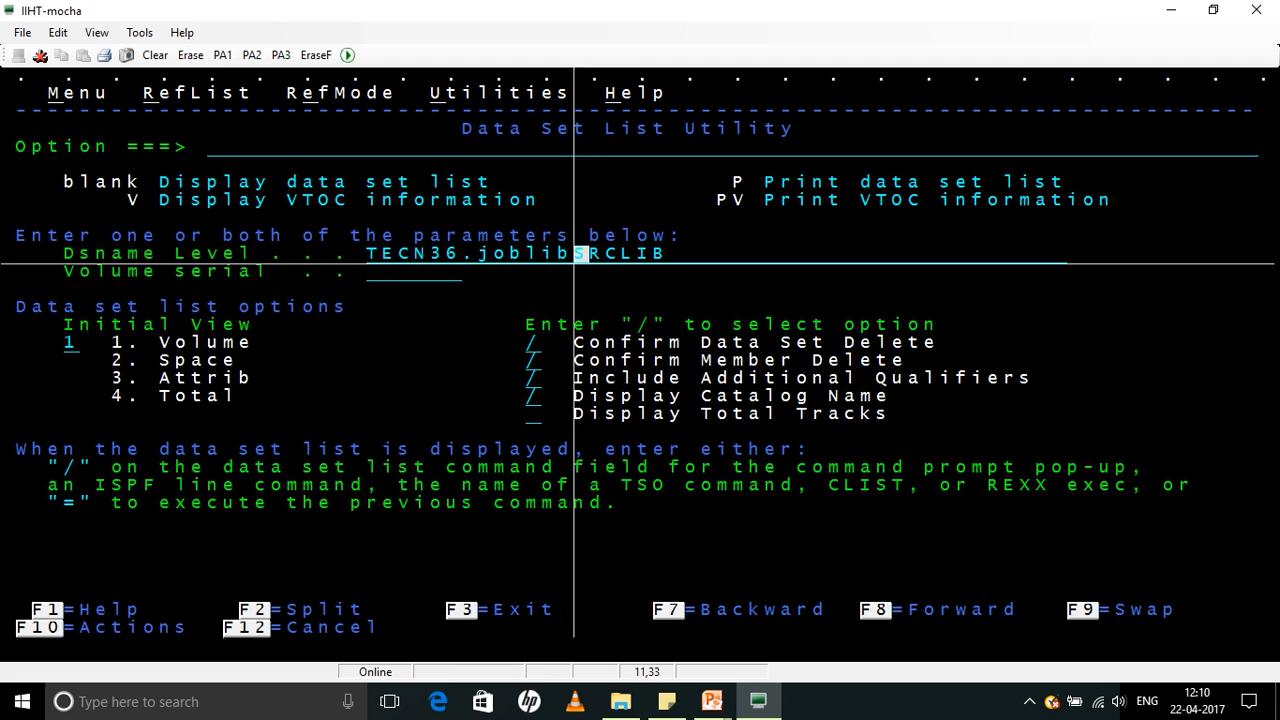 IIHT-mocha
File Edit View Tools Help
Clear Erase PA1 PA2 PA3 EraseF
Menu RefList RefMode Utilities Help
Data Set List Utility
Option ===>
blank Display data set list P Print data set list
V Display VTOC information PV Print VTOC information
Enter one or both of the parameters below:
Dsname Level . . . TECN36.joblibSRCLIB
Volume serial . .
Data set list options
Initial View Enter "/" to select option
1 1. Volume / Confirm Data Set Delete
2. Space / Confirm Member Delete
3. Attrib / Include Additional Qualifiers
4. Total / Display Catalog Name
Display Total Tracks
When the data set list is displayed, enter either:
"/" on the data set list command field for the command prompt pop-up,
an ISPF line command, the name of a TSO command, CLIST, or REXX exec, or
"=" to execute the previous command.
F1=Help F2=Split F3=Exit F7=Backward F8=Forward F9=Swap
F10=Actions F12=Cancel
Online 11,33
Type here to search
ENG 12:10
22-04-2017